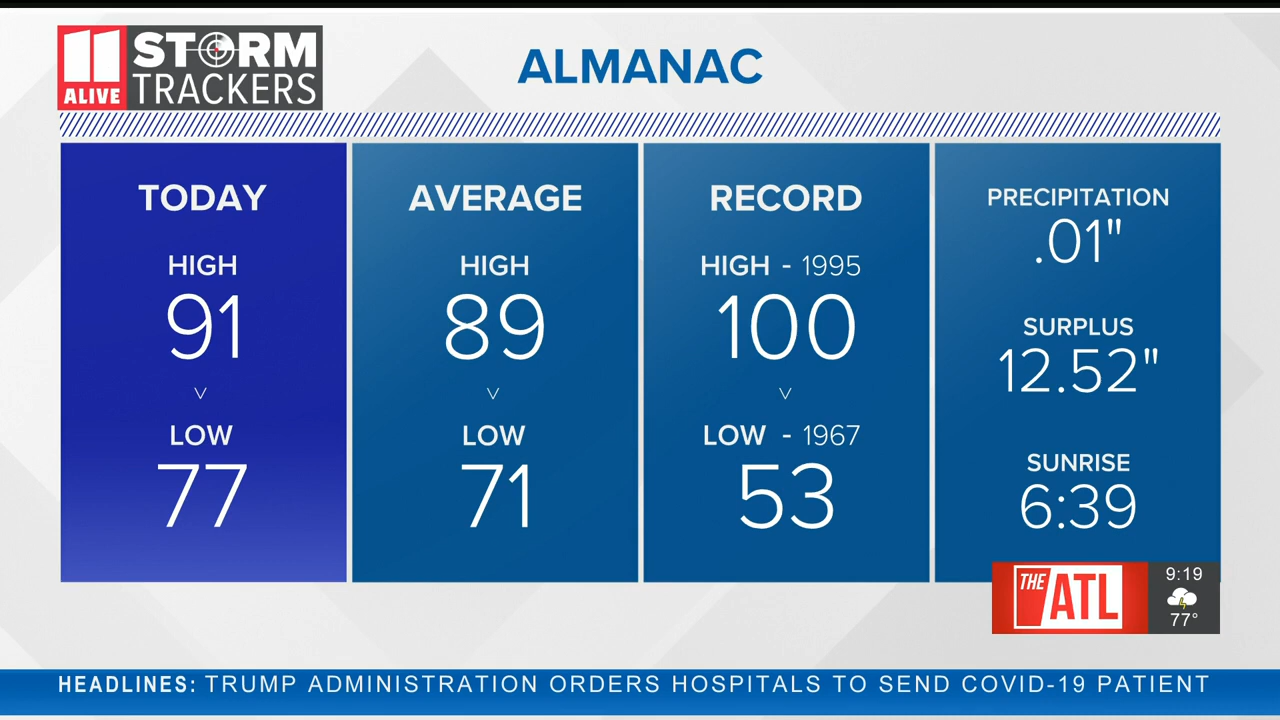 11 ALIVE STORM TRACKERS
ALMANAC
TODAY
HIGH
91
LOW
77
AVERAGE
HIGH
89
LOW
71
RECORD
HIGH - 1995
100
LOW - 1967
53
PRECIPITATION
.01"
SURPLUS
12.52"
SUNRISE
6:39
THE ATL
9:19
77°
HEADLINES: TRUMP ADMINISTRATION ORDERS HOSPITALS TO SEND COVID-19 PATIENT